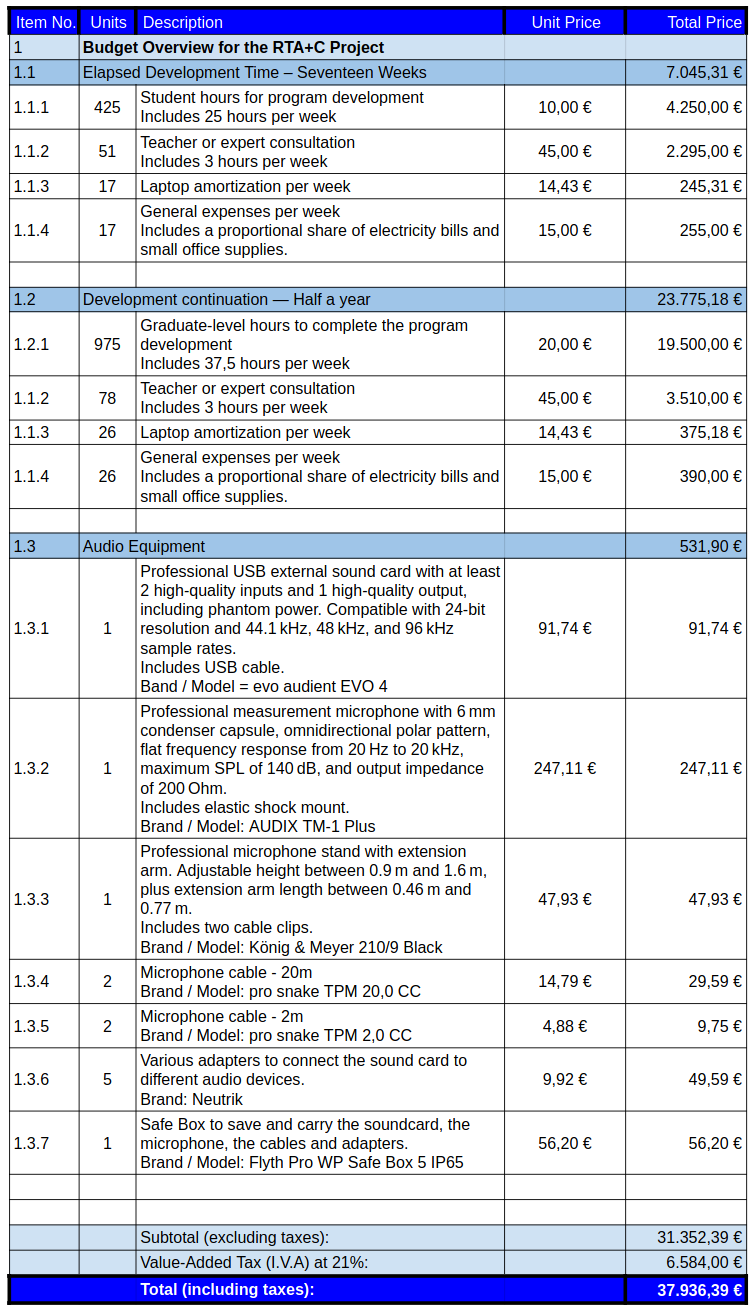 Item No. Units Description Unit Price Total Price
1 Budget Overview for the RTA+C Project
1.1 Elapsed Development Time – Seventeen Weeks 7.045,31 €
1.1.1 425 Student hours for program development 10,00 € 4.250,00 €
Includes 25 hours per week
1.1.2 51 Teacher or expert consultation 45,00 € 2.295,00 €
Includes 3 hours per week
1.1.3 17 Laptop amortization per week 14,43 € 245,31 €
General expenses per week
1.1.4 17 Includes a proportional share of electricity bills and 15,00 € 255,00 €
small office supplies.
1.2 Development continuation — Half a year 23.775,18 €
Graduate-level hours to complete the program
1.2.1 975 development 20,00 € 19.500,00 €
Includes 37,5 hours per week
1.1.2 78 Teacher or expert consultation 45,00 € 3.510,00 €
Includes 3 hours per week
1.1.3 26 Laptop amortization per week 14,43 € 375,18 €
General expenses per week
1.1.4 26 Includes a proportional share of electricity bills and 15,00 € 390,00 €
small office supplies.
1.3 Audio Equipment 531,90 €
Professional USB external sound card with at least
2 high-quality inputs and 1 high-quality output,
including phantom power. Compatible with 24-bit
1.3.1 1 resolution and 44.1 kHz, 48 kHz, and 96 kHz 91,74 € 91,74 €
sample rates.
Includes USB cable.
Band / Model = evo audient EVO 4
Professional measurement microphone with 6 mm
condenser capsule, omnidirectional polar pattern,
flat frequency response from 20 Hz to 20 kHz,
1.3.2 1 maximum SPL of 140 dB, and output impedance 247,11 € 247,11 €
of 200 Ohm.
Includes elastic shock mount.
Brand / Model: AUDIX TM-1 Plus
Professional microphone stand with extension
arm. Adjustable height between 0.9 m and 1.6 m,
plus extension arm length between 0.46 m and
1.3.3 1 0.77 m. 47,93 € 47,93 €
Includes two cable clips.
Brand / Model: König & Meyer 210/9 Black
1.3.4 2 Microphone cable - 20m 14,79 € 29,59 €
Brand / Model: pro snake TPM 20,0 CC
1.3.5 2 Microphone cable - 2m 4,88 € 9,75 €
Brand / Model: pro snake TPM 2,0 CC
Various adapters to connect the sound card to
1.3.6 5 different audio devices. 9,92 € 49,59 €
Brand: Neutrik
Safe Box to save and carry the soundcard, the
1.3.7 1 microphone, the cables and adapters. 56,20 € 56,20 €
Brand / Model: Flyth Pro WP Safe Box 5 IP65
Subtotal (excluding taxes): 31.352,39 €
Value-Added Tax (I.V.A) at 21%: 6.584,00 €
Total (including taxes): 37.936,39 €